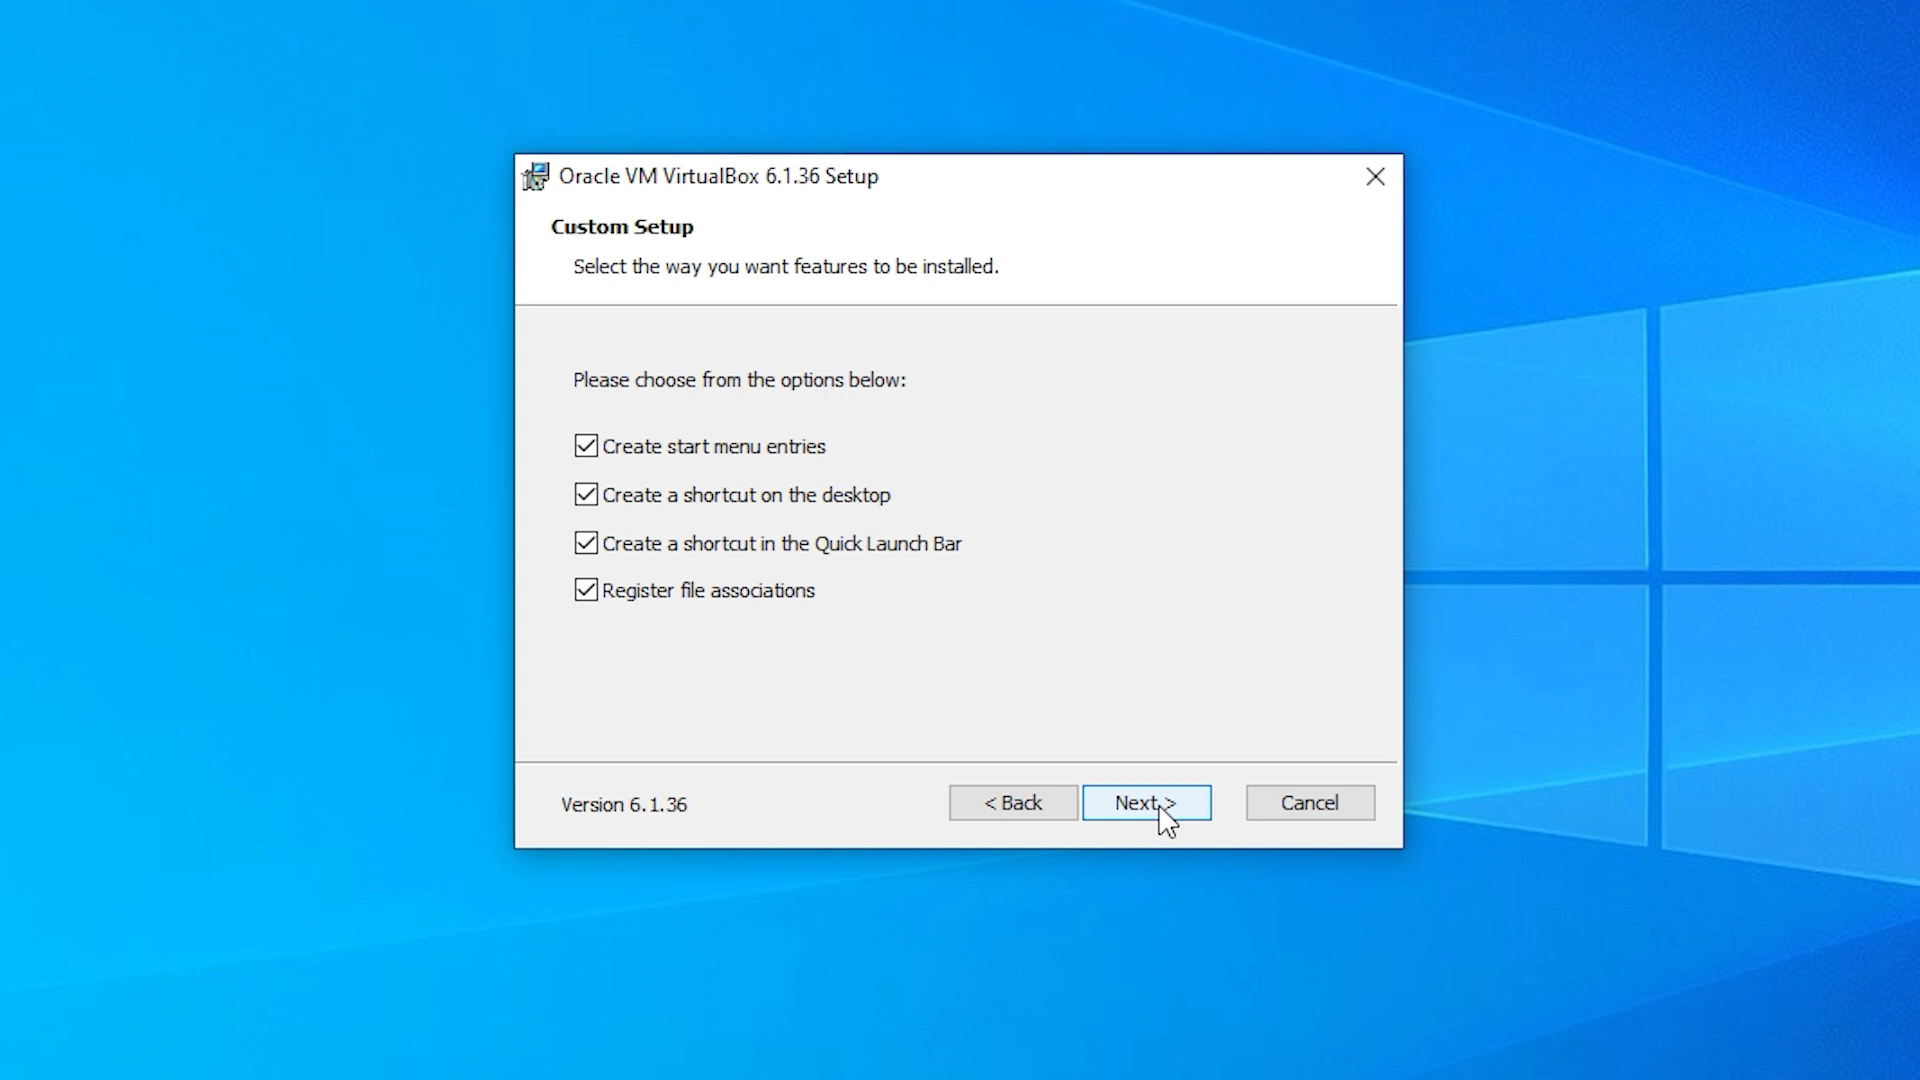 Oracle VM VirtualBox 6.1.36 Setup
Custom Setup
Select the way you want features to be installed.
Please choose from the options below:
Create start menu entries
Create a shortcut on the desktop
Create a shortcut in the Quick Launch Bar
Register file associations
Version 6.1.36
< Back
Next >
Cancel